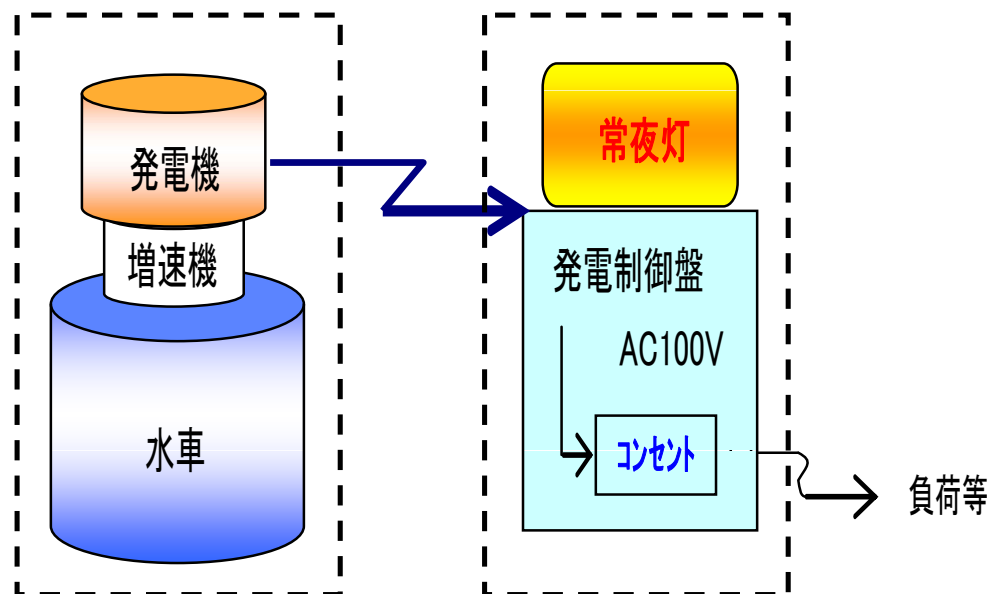 発電機
増速機
水車
常夜灯
発電制御盤
AC100V
コンセント
負荷等